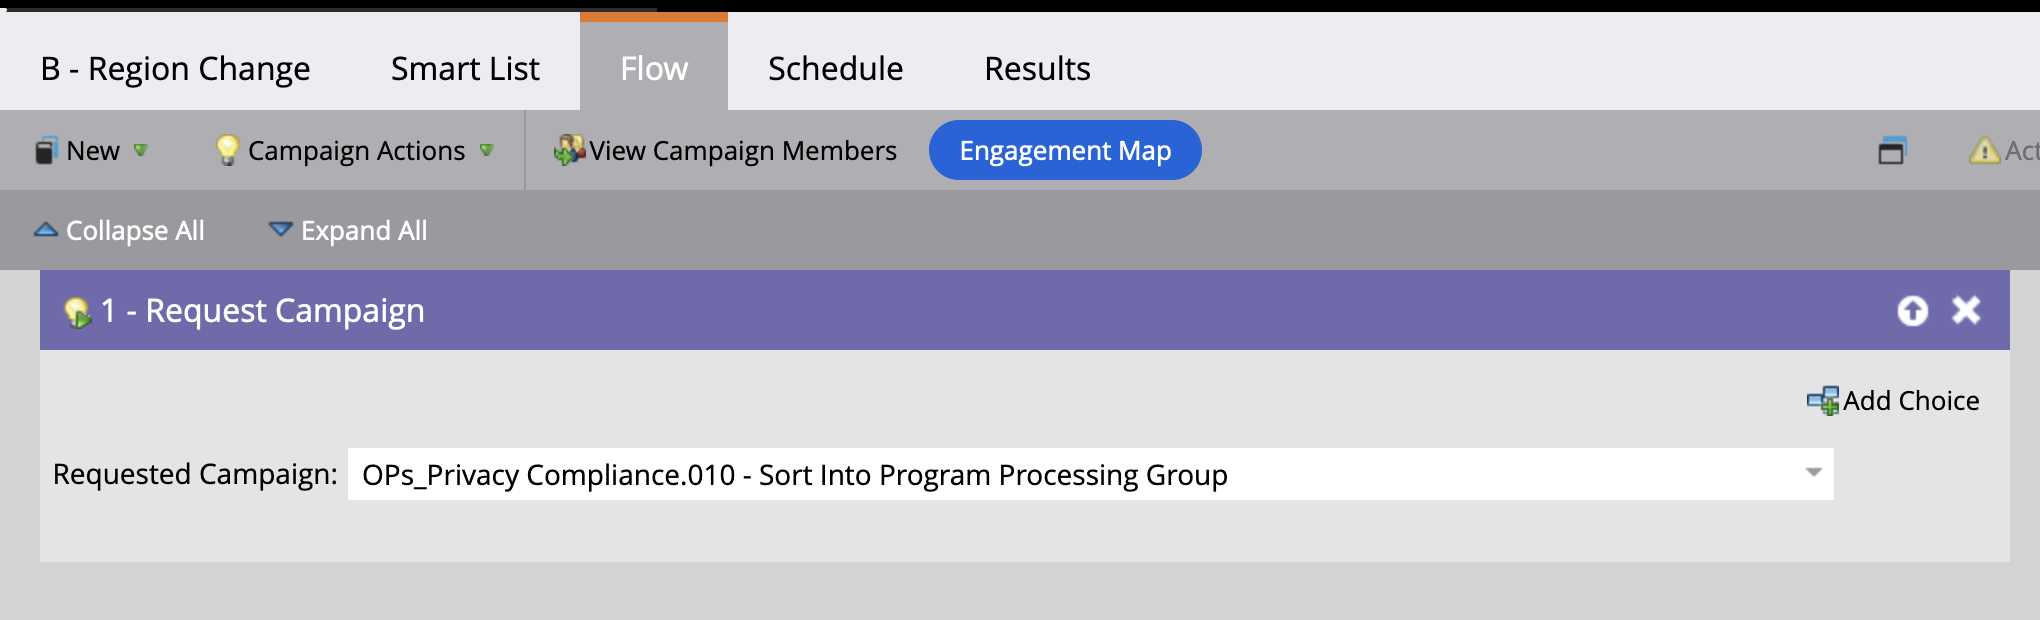 B - Region Change Smart List Flow Schedule Results
New Campaign Actions View Campaign Members Engagement Map
Collapse All Expand All
1 - Request Campaign
Add Choice
Requested Campaign: OPs_Privacy Compliance.010 - Sort Into Program Processing Group